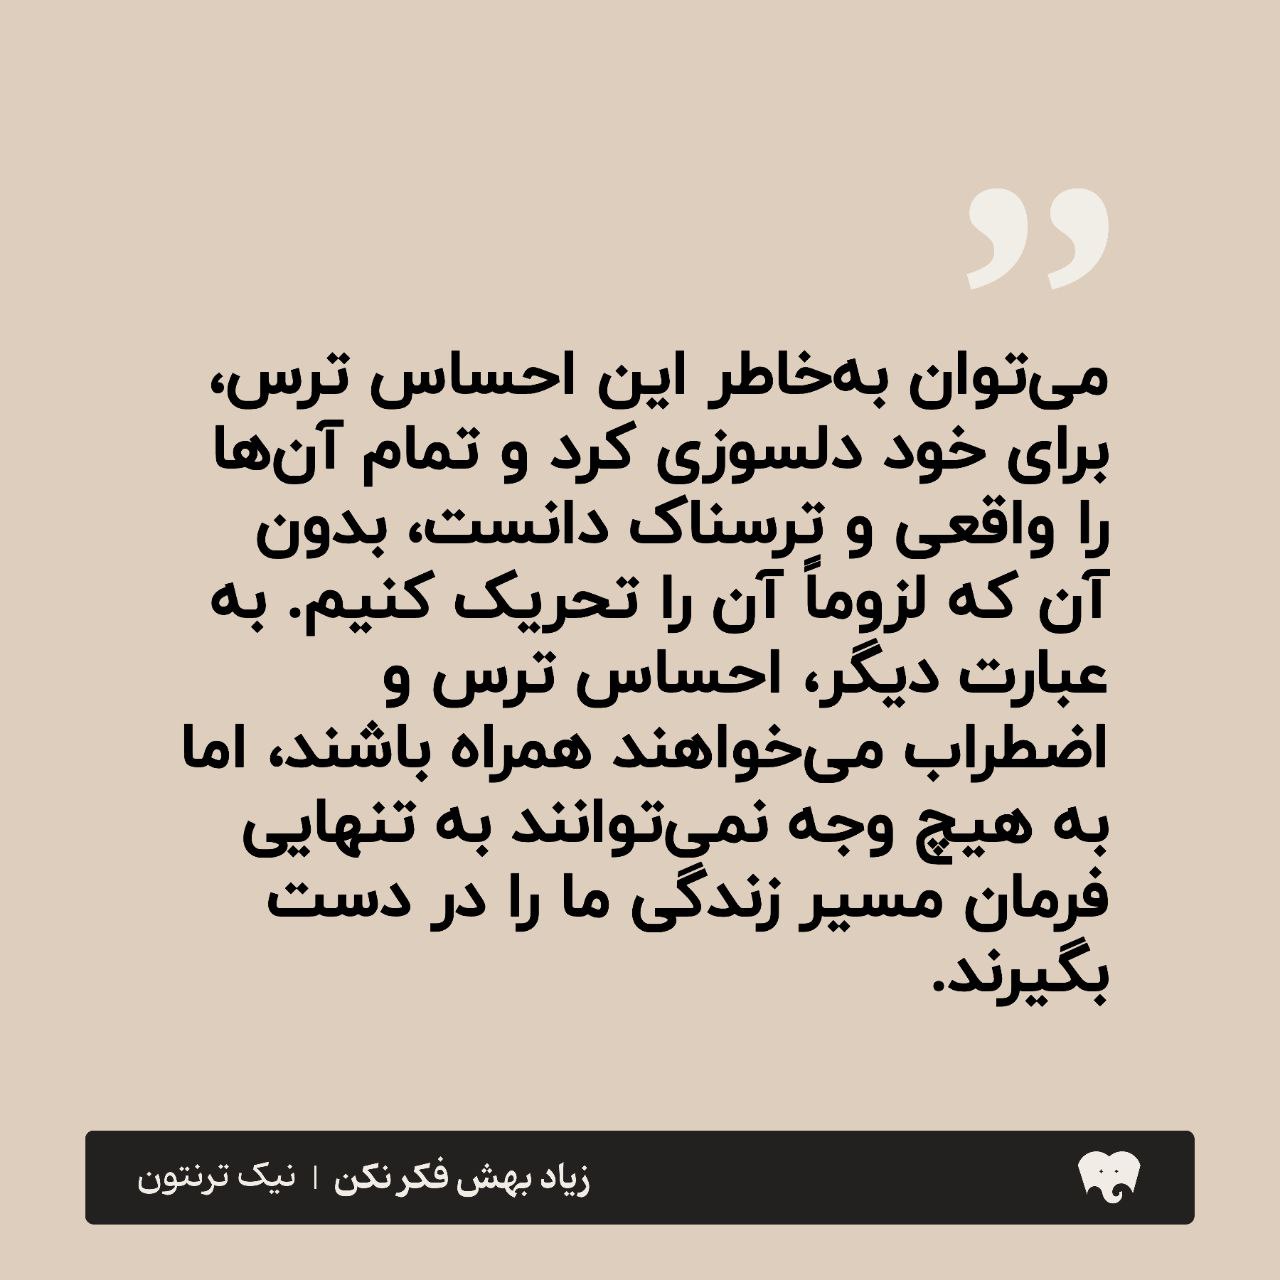 ”
می‌توان به‌خاطر این احساس ترس،
برای خود دلسوزی کرد و تمام آن‌ها
را واقعی و ترسناک دانست، بدون
آن که لزوماً آن را تحریک کنیم. به
عبارت دیگر، احساس ترس و
اضطراب می‌خواهند همراه باشند، اما
به هیچ وجه نمی‌توانند به تنهایی
فرمان مسیر زندگی ما را در دست
بگیرند.
زیاد بهش فکر نکن | نیک ترنتون